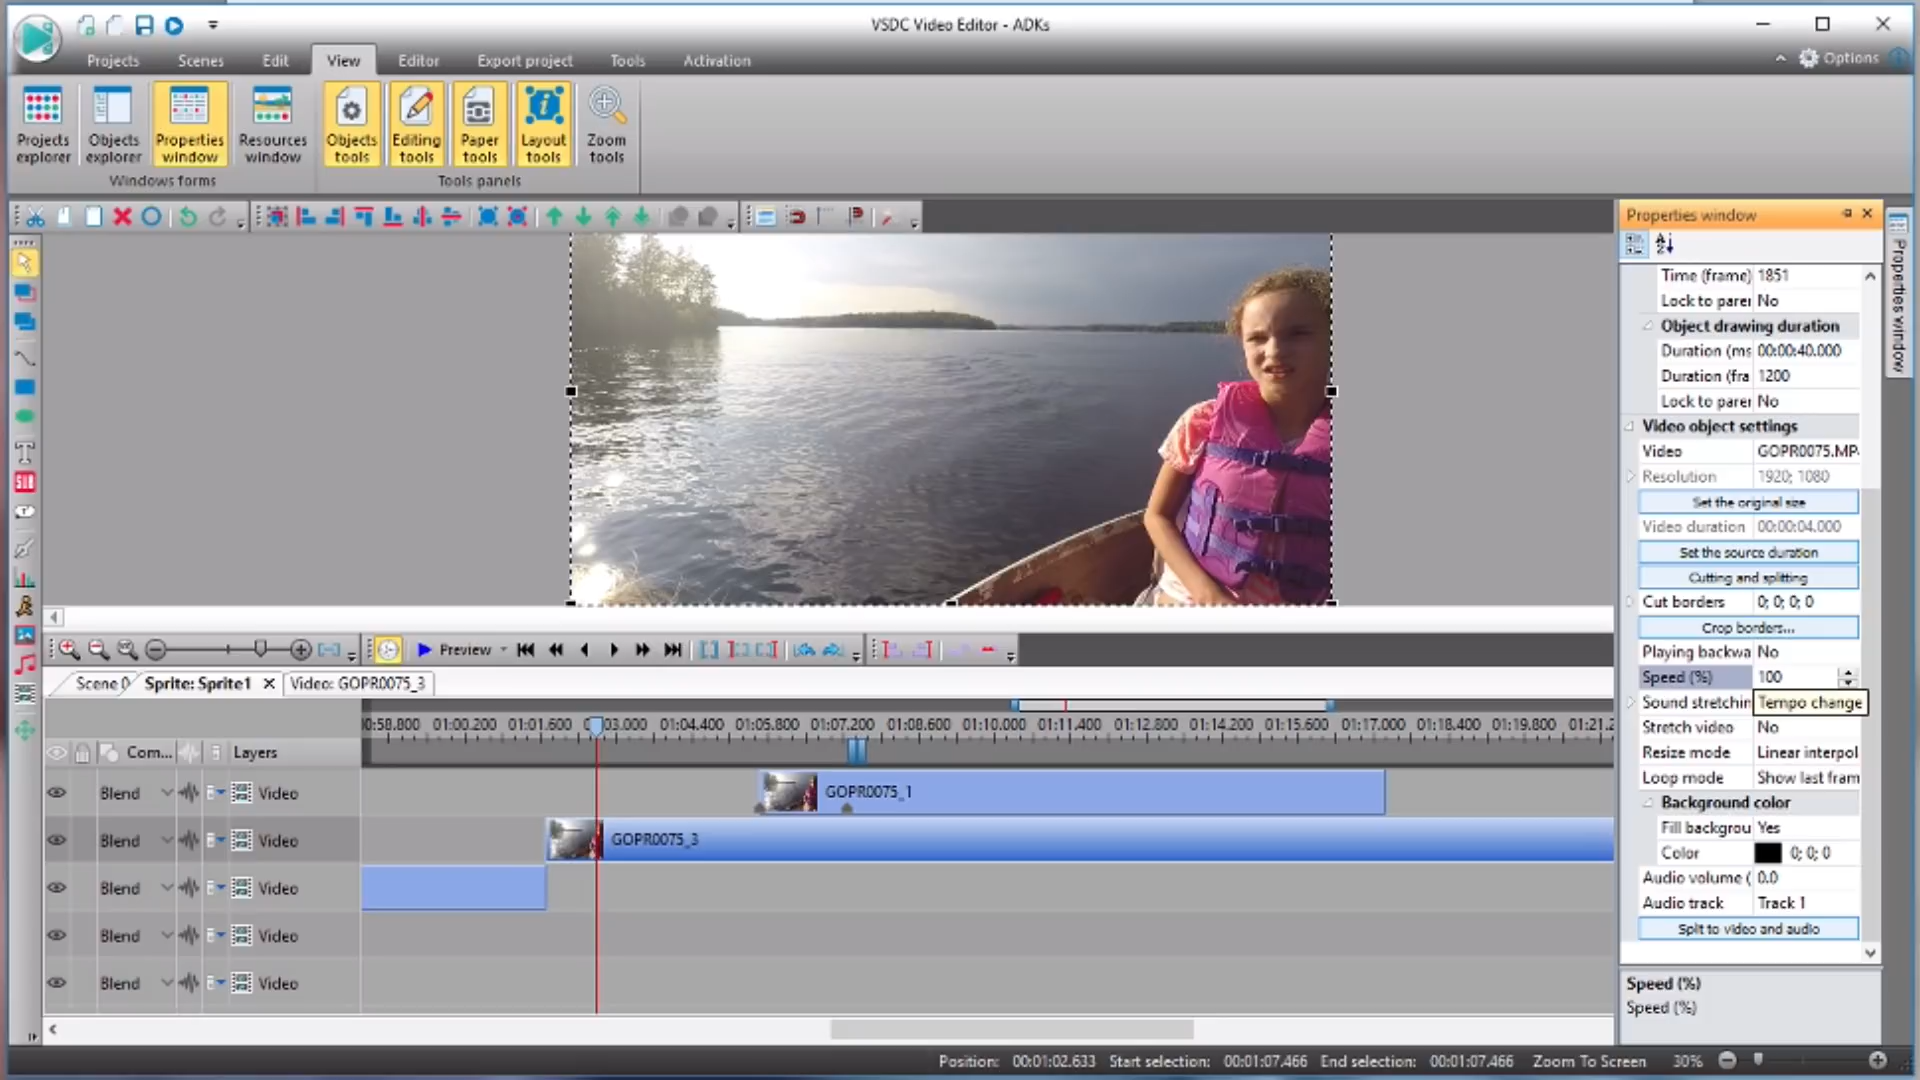 VSDC Video Editor - ADKs
Projects
Scenes
Edit
View
Editor
Export project
Tools
Activation
Options
Projects explorer
Objects explorer
Properties window
Resources window
Objects tools
Editing tools
Paper tools
Layout tools
Zoom tools
Windows forms
Tools panels
Properties window
Properties window
Time (frame) 1851
Lock to parer No
Object drawing duration
Duration (ms 00:00:40.000
Duration (fra 1200
Lock to parer No
Video object settings
Video GOPR0075.MP
Resolution 1920; 1080
Set the original size
Video duration 00:00:04.000
Set the source duration
Cutting and splitting
Cut borders 0; 0; 0; 0
Crop borders...
Playing backwa No
Speed (%) 100
Sound stretchin Tempo change
Stretch video No
Resize mode Linear interpol
Loop mode Show last fram
Background color
Fill backgrou Yes
Color 0; 0; 0
Audio volume ( 0.0
Audio track Track 1
Split to video and audio
Speed (%)
Speed (%)
Preview
Scene 0
Sprite: Sprite1
Video: GOPR0075_3
0:58.800 01:00.200 01:01.600 03.000 01:04.400 01:05.800 01:07.200 01:08.600 01:10.000 01:11.400 01:12.800 01:14.200 01:15.600 01:17.000 01:18.400 01:19.800 01:21.2
Com... Layers
Blend Video GOPR0075_1
Blend Video GOPR0075_3
Blend Video
Blend Video
Blend Video
Position: 00:01:02.633 Start selection: 00:01:07.466 End selection: 00:01:07.466 Zoom To Screen 30%